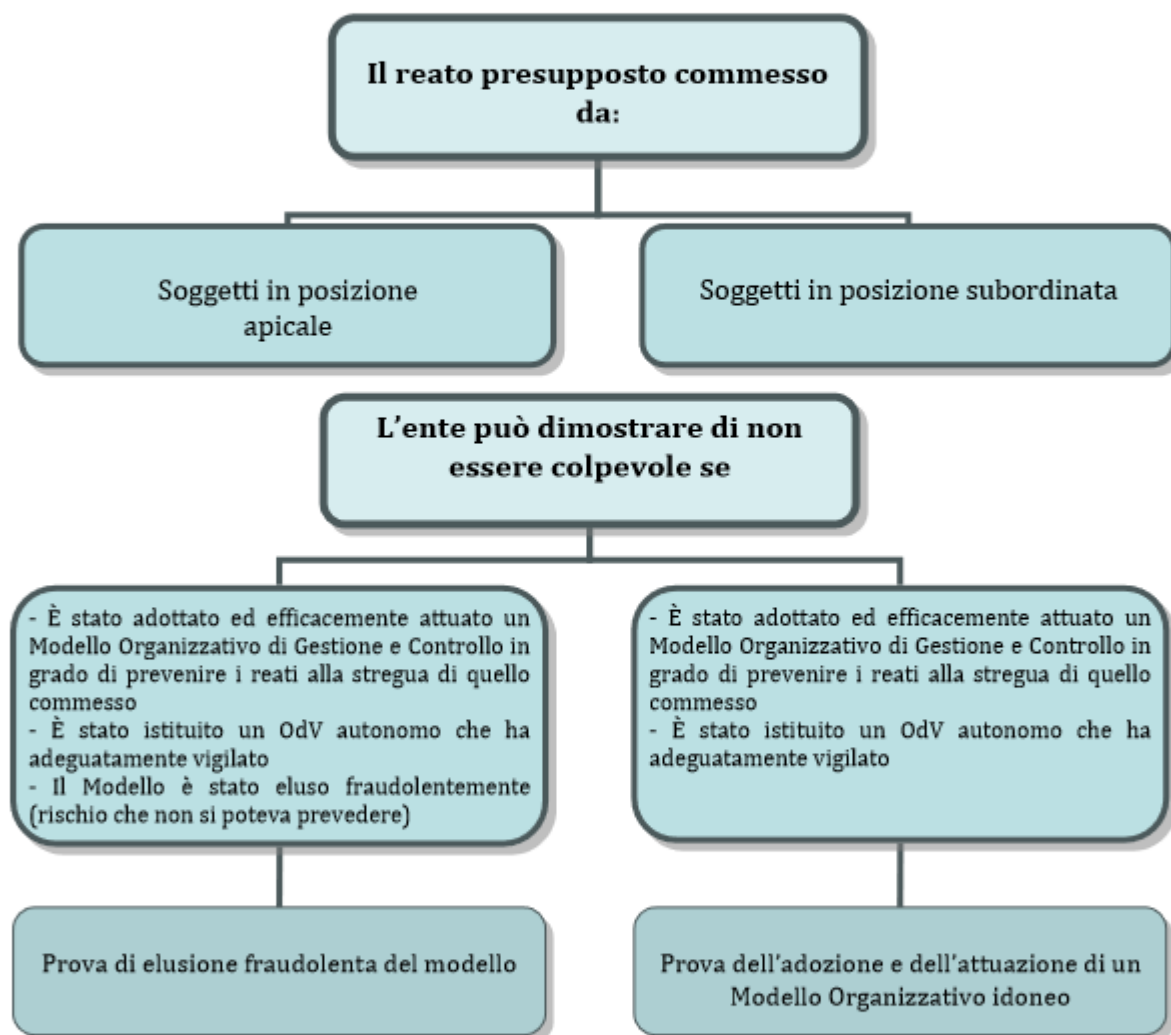 Il reato presupposto commesso
da:
Soggetti in posizione
apicale
Soggetti in posizione subordinata
L’ente può dimostrare di non
essere colpevole se
- È stato adottato ed efficacemente attuato un
Modello Organizzativo di Gestione e Controllo in
grado di prevenire i reati alla stregua di quello
commesso
- È stato istituito un OdV autonomo che ha
adeguatamente vigilato
- Il Modello è stato eluso fraudolentemente
(rischio che non si poteva prevedere)
- È stato adottato ed efficacemente attuato un
Modello Organizzativo di Gestione e Controllo in
grado di prevenire i reati alla stregua di quello
commesso
- È stato istituito un OdV autonomo che ha
adeguatamente vigilato
Prova di elusione fraudolenta del modello
Prova dell’adozione e dell’attuazione di un
Modello Organizzativo idoneo